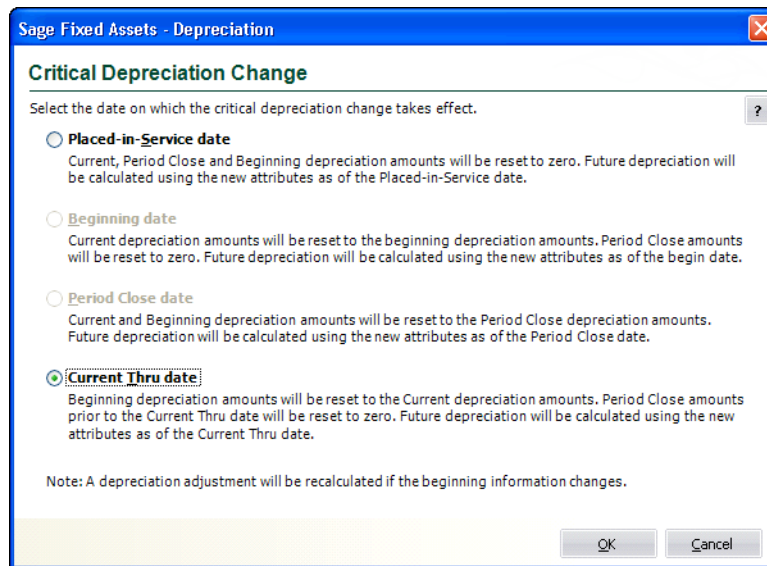 Sage Fixed Assets - Depreciation
Critical Depreciation Change
Select the date on which the critical depreciation change takes effect.
?
Placed-in-Service date
Current, Period Close and Beginning depreciation amounts will be reset to zero. Future depreciation will
be calculated using the new attributes as of the Placed-in-Service date.
Beginning date
Current depreciation amounts will be reset to the beginning depreciation amounts. Period Close amounts
will be reset to zero. Future depreciation will be calculated using the new attributes as of the begin date.
Period Close date
Current and Beginning depreciation amounts will be reset to the Period Close depreciation amounts.
Future depreciation will be calculated using the new attributes as of the Period Close date.
Current Thru date
Beginning depreciation amounts will be reset to the Current depreciation amounts. Period Close amounts
prior to the Current Thru date will be reset to zero. Future depreciation will be calculated using the new
attributes as of the Current Thru date.
Note: A depreciation adjustment will be recalculated if the beginning information changes.
OK
Cancel